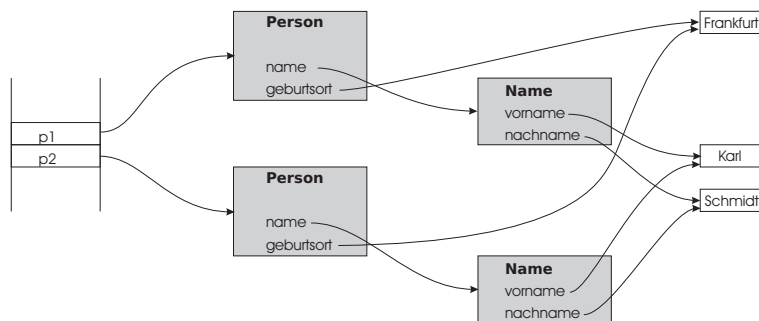 p1
p2
Person
name
geburtsort
Name
vorname
nachname
Person
name
geburtsort
Name
vorname
nachname
Frankfurt
Karl
Schmidt